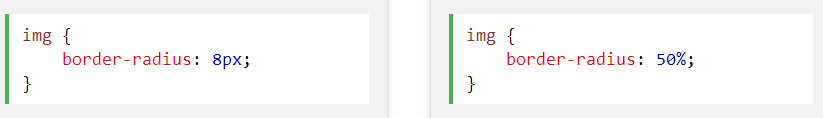 img {
    border-radius: 8px;
}
img {
    border-radius: 50%;
}